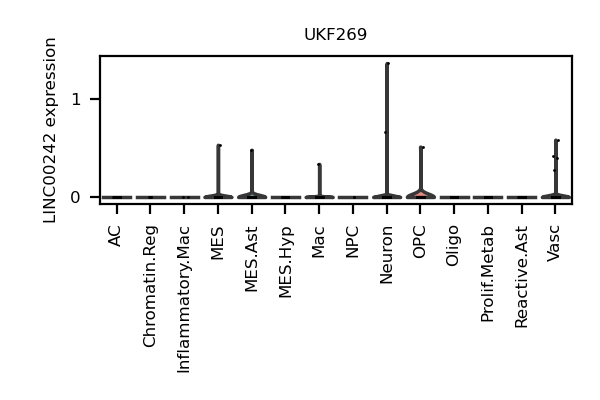 UKF269
LINC00242 expression
1
0
AC
Chromatin.Reg
Inflammatory.Mac
MES
MES.Ast
MES.Hyp
Mac
NPC
Neuron
OPC
Oligo
Prolif.Metab
Reactive.Ast
Vasc